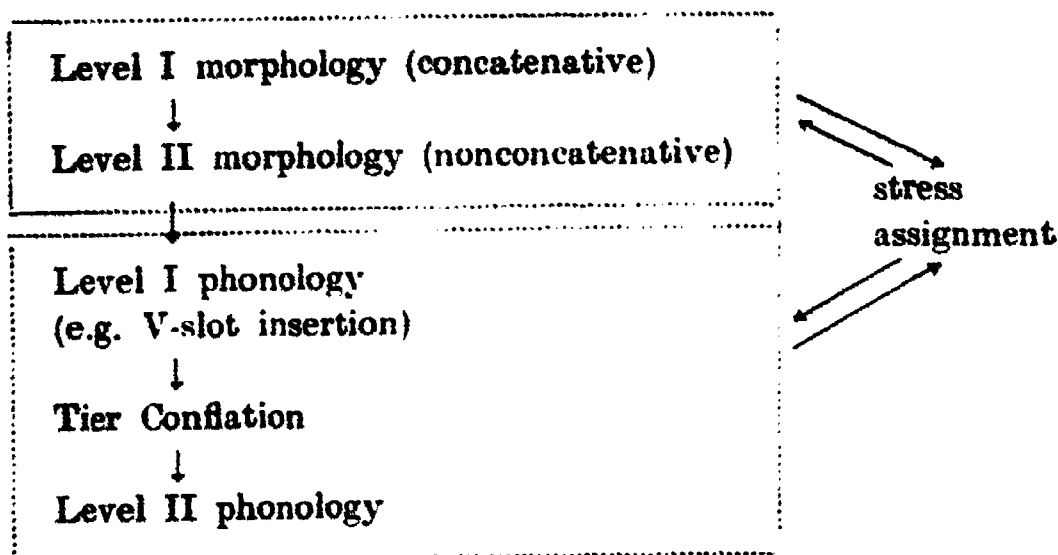 Level I morphology (concatenative)
Level II morphology (nonconcatenative)
stress
assignment
Level I phonology
(e.g. V-slot insertion)
Tier Conflation
Level II phonology